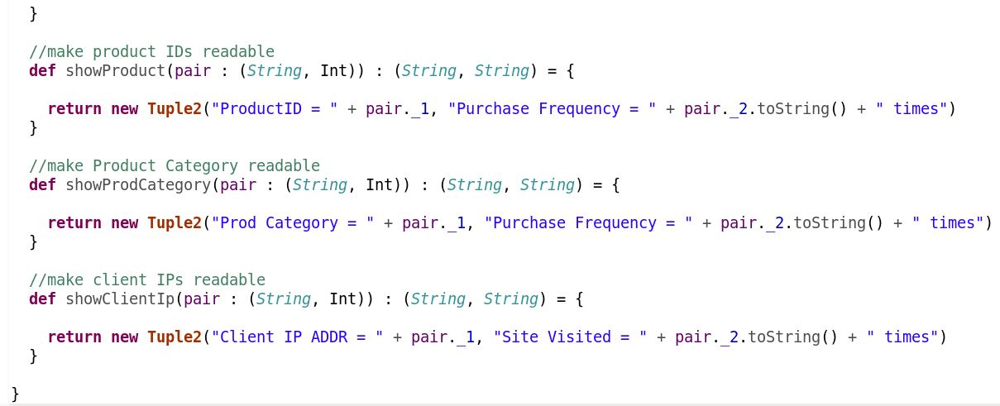 }
//make product IDs readable
def showProduct(pair : (String, Int)) : (String, String) = {
return new Tuple2("ProductID = " + pair._1, "Purchase Frequency = " + pair._2.toString() + " times")
}
//make Product Category readable
def showProdCategory(pair : (String, Int)) : (String, String) = {
return new Tuple2("Prod Category = " + pair._1, "Purchase Frequency = " + pair._2.toString() + " times")
}
//make client IPs readable
def showClientIp(pair : (String, Int)) : (String, String) = {
return new Tuple2("Client IP ADDR = " + pair._1, "Site Visited = " + pair._2.toString() + " times")
}
}